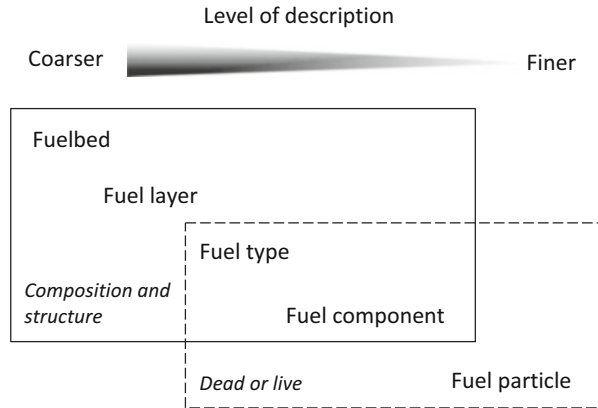 Level of description
Coarser
Finer
Fuelbed
Fuel layer
Fuel type
Composition and
structure
Fuel component
Dead or live
Fuel particle